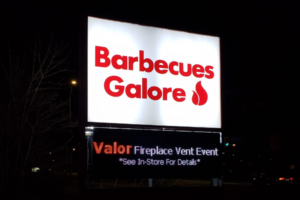 Barbecues
Galore
Valor Fireplace Vent Event
*See In-Store For Details*